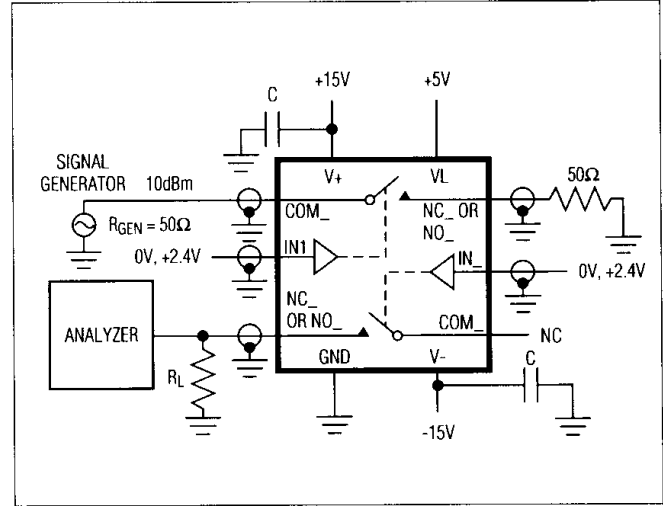 +15V +5V
C
SIGNAL
GENERATOR 10dBm
V+ VL
50Ω
COM_ NC_ OR
NO_
RGEN = 50Ω
0V, +2.4V IN1 IN_ 0V, +2.4V
NC_
OR NO_ COM_ NC
ANALYZER
GND V-
RL C
-15V